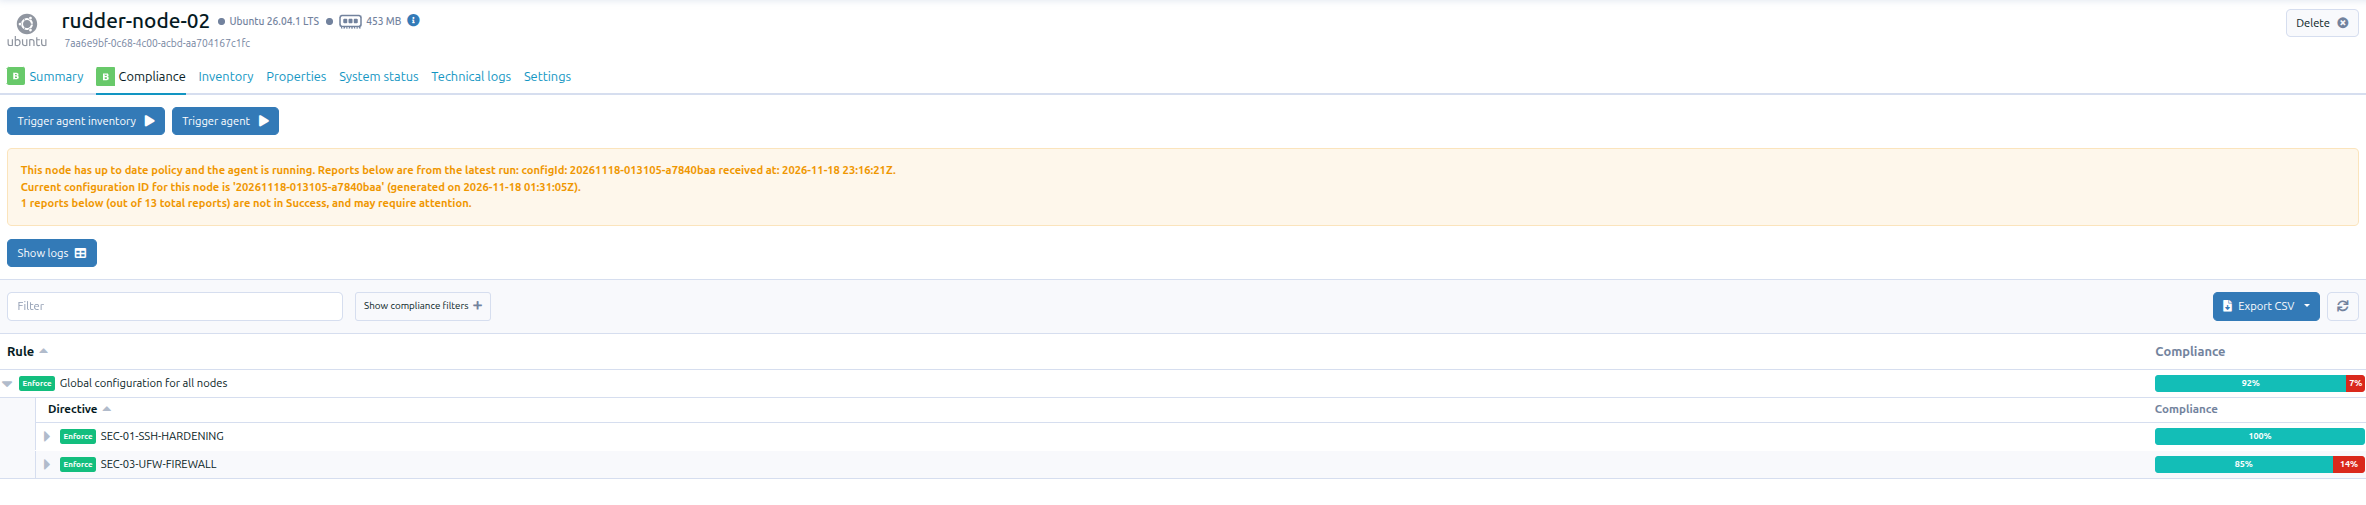 rudder-node-02 Ubuntu 26.04.1 LTS 453 MB
ubuntu 7aa6e9bf-0c68-4c00-acbd-aa704167c1fc
Delete
B Summary B Compliance Inventory Properties System status Technical logs Settings
Trigger agent inventory Trigger agent
This node has up to date policy and the agent is running. Reports below are from the latest run: configId: 20261118-013105-a7840baa received at: 2026-11-18 23:16:21Z.
Current configuration ID for this node is '20261118-013105-a7840baa' (generated on 2026-11-18 01:31:05Z).
1 reports below (out of 13 total reports) are not in Success, and may require attention.
Show logs
Filter Show compliance filters Export CSV
Rule Compliance
Enforce Global configuration for all nodes 92% 7%
Directive Compliance
Enforce SEC-01-SSH-HARDENING 100%
Enforce SEC-03-UFW-FIREWALL 85% 14%